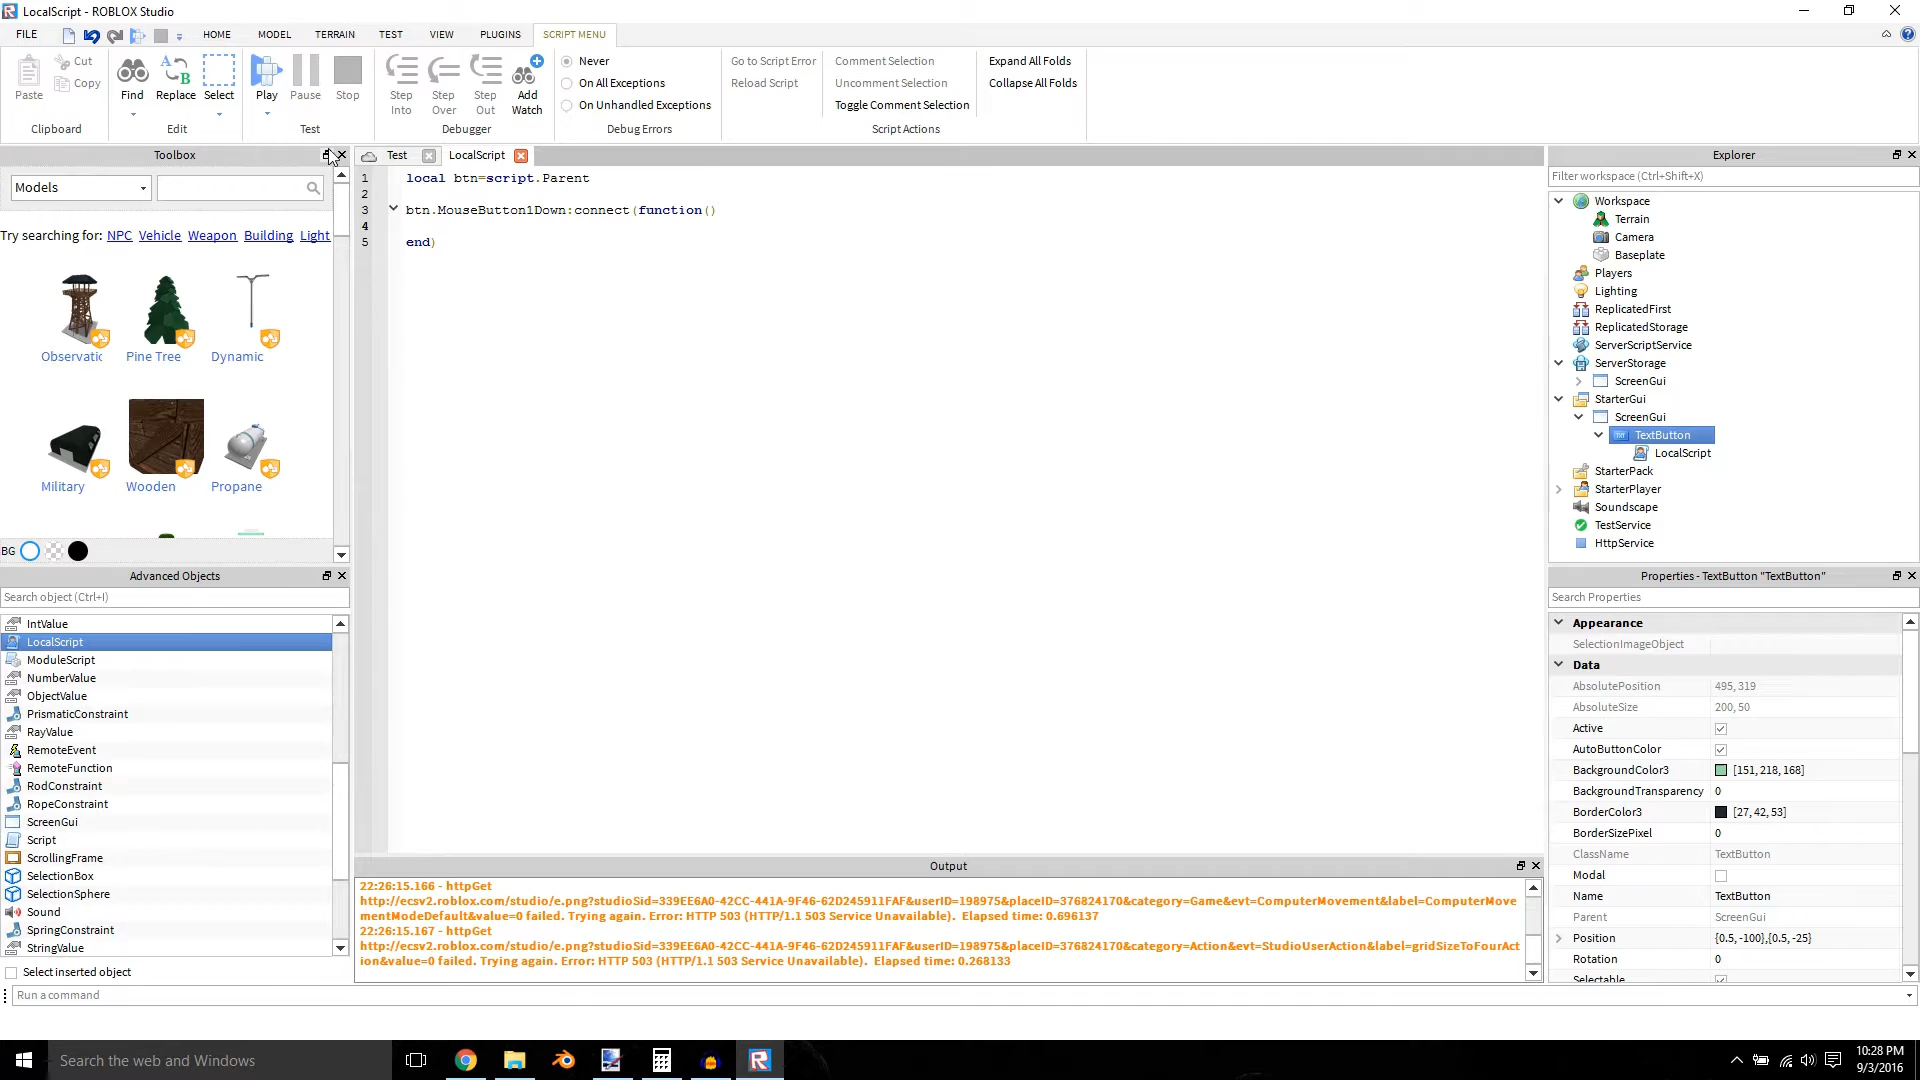 LocalScript - ROBLOX Studio
FILE
HOME
MODEL
TERRAIN
TEST
VIEW
PLUGINS
SCRIPT MENU
Paste
Cut
Copy
Clipboard
Find
Replace
Select
Edit
Play
Pause
Stop
Test
Step Into
Step Over
Step Out
Add Watch
Debugger
Never
On All Exceptions
On Unhandled Exceptions
Debug Errors
Go to Script Error
Reload Script
Comment Selection
Uncomment Selection
Toggle Comment Selection
Script Actions
Expand All Folds
Collapse All Folds
Toolbox
Models
Try searching for: NPC Vehicle Weapon Building Light
Observatic
Pine Tree
Dynamic
Military
Wooden
Propane
BG
Advanced Objects
Search object (Ctrl+I)
IntValue
LocalScript
ModuleScript
NumberValue
ObjectValue
PrismaticConstraint
RayValue
RemoteEvent
RemoteFunction
RodConstraint
RopeConstraint
ScreenGui
Script
ScrollingFrame
SelectionBox
SelectionSphere
Sound
SpringConstraint
StringValue
Select inserted object
Run a command
Test
LocalScript
1 local btn=script.Parent
2
3 btn.MouseButton1Down:connect(function()
4
5 end)
Output
22:26:15.166 - httpGet
http://ecsv2.roblox.com/studio/e.png?studioSid=339EE6A0-42CC-441A-9F46-62D245911FAF&userID=198975&placeID=376824170&category=Game&evt=ComputerMovement&label=ComputerMove
mentModeDefault&value=0 failed. Trying again. Error: HTTP 503 (HTTP/1.1 503 Service Unavailable). Elapsed time: 0.696137
22:26:15.167 - httpGet
http://ecsv2.roblox.com/studio/e.png?studioSid=339EE6A0-42CC-441A-9F46-62D245911FAF&userID=198975&placeID=376824170&category=Action&evt=StudioUserAction&label=gridSizeToFourAct
ion&value=0 failed. Trying again. Error: HTTP 503 (HTTP/1.1 503 Service Unavailable). Elapsed time: 0.268133
Explorer
Filter workspace (Ctrl+Shift+X)
Workspace
Terrain
Camera
Baseplate
Players
Lighting
ReplicatedFirst
ReplicatedStorage
ServerScriptService
ServerStorage
ScreenGui
StarterGui
ScreenGui
TextButton
LocalScript
StarterPack
StarterPlayer
Soundscape
TestService
HttpService
Properties - TextButton "TextButton"
Search Properties
Appearance
SelectionImageObject
Data
AbsolutePosition 495, 319
AbsoluteSize 200, 50
Active
AutoButtonColor
BackgroundColor3 [151, 218, 168]
BackgroundTransparency 0
BorderColor3 [27, 42, 53]
BorderSizePixel 0
ClassName TextButton
Modal
Name TextButton
Parent ScreenGui
Position {0.5, -100},{0.5, -25}
Rotation 0
Selectable
Search the web and Windows
10:28 PM
9/3/2016